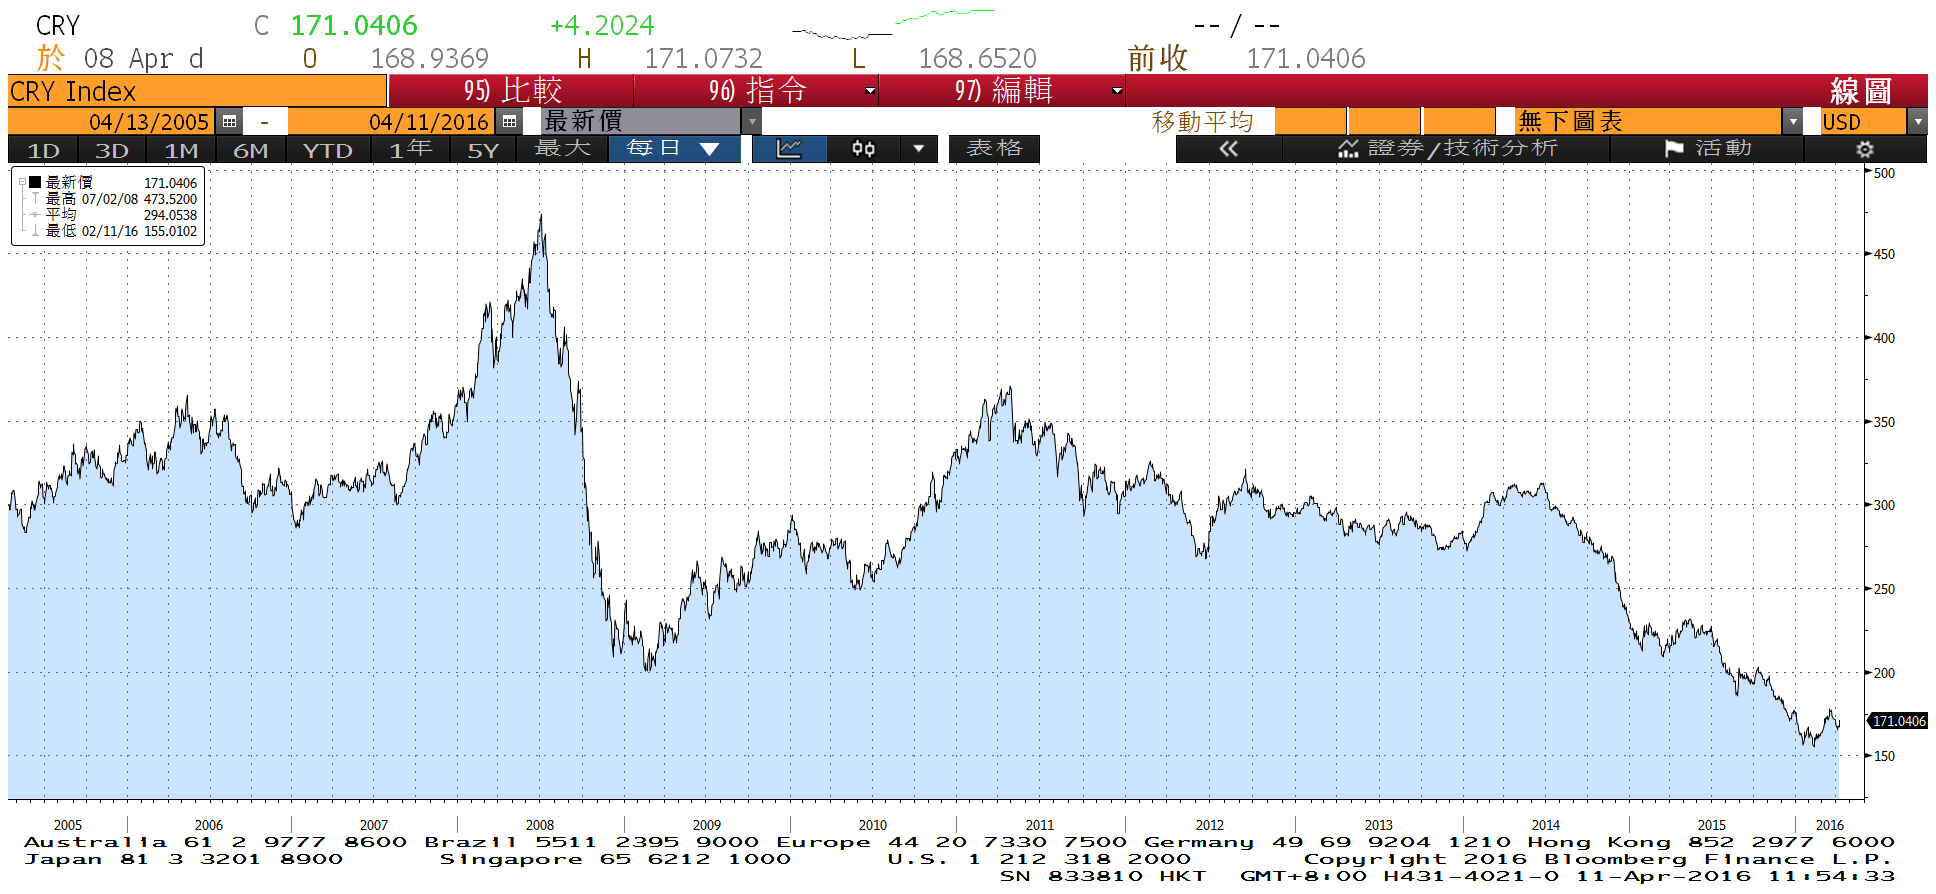 CRY C 171.0406 +4.2024 -- / --
於 08 Apr d O 168.9369 H 171.0732 L 168.6520 前收 171.0406
CRY Index 95) 比較 96) 指令 97) 編輯 線圖
04/13/2005 - 04/11/2016 最新價 移動平均 無下圖表 USD
1D 3D 1M 6M YTD 1年 5Y 最大 每日 表格 證券/技術分析 活動
最新價 171.0406
最高 07/02/08 473.5200
平均 294.0538
最低 02/11/16 155.0102
500
450
400
350
300
250
200
171.0406
150
2005 2006 2007 2008 2009 2010 2011 2012 2013 2014 2015 2016
Australia 61 2 9777 8600 Brazil 5511 2395 9000 Europe 44 20 7330 7500 Germany 49 69 9204 1210 Hong Kong 852 2977 6000
Japan 81 3 3201 8900 Singapore 65 6212 1000 U.S. 1 212 318 2000 Copyright 2016 Bloomberg Finance L.P.
SN 833810 HKT GMT+8:00 H431-4021-0 11-Apr-2016 11:54:33